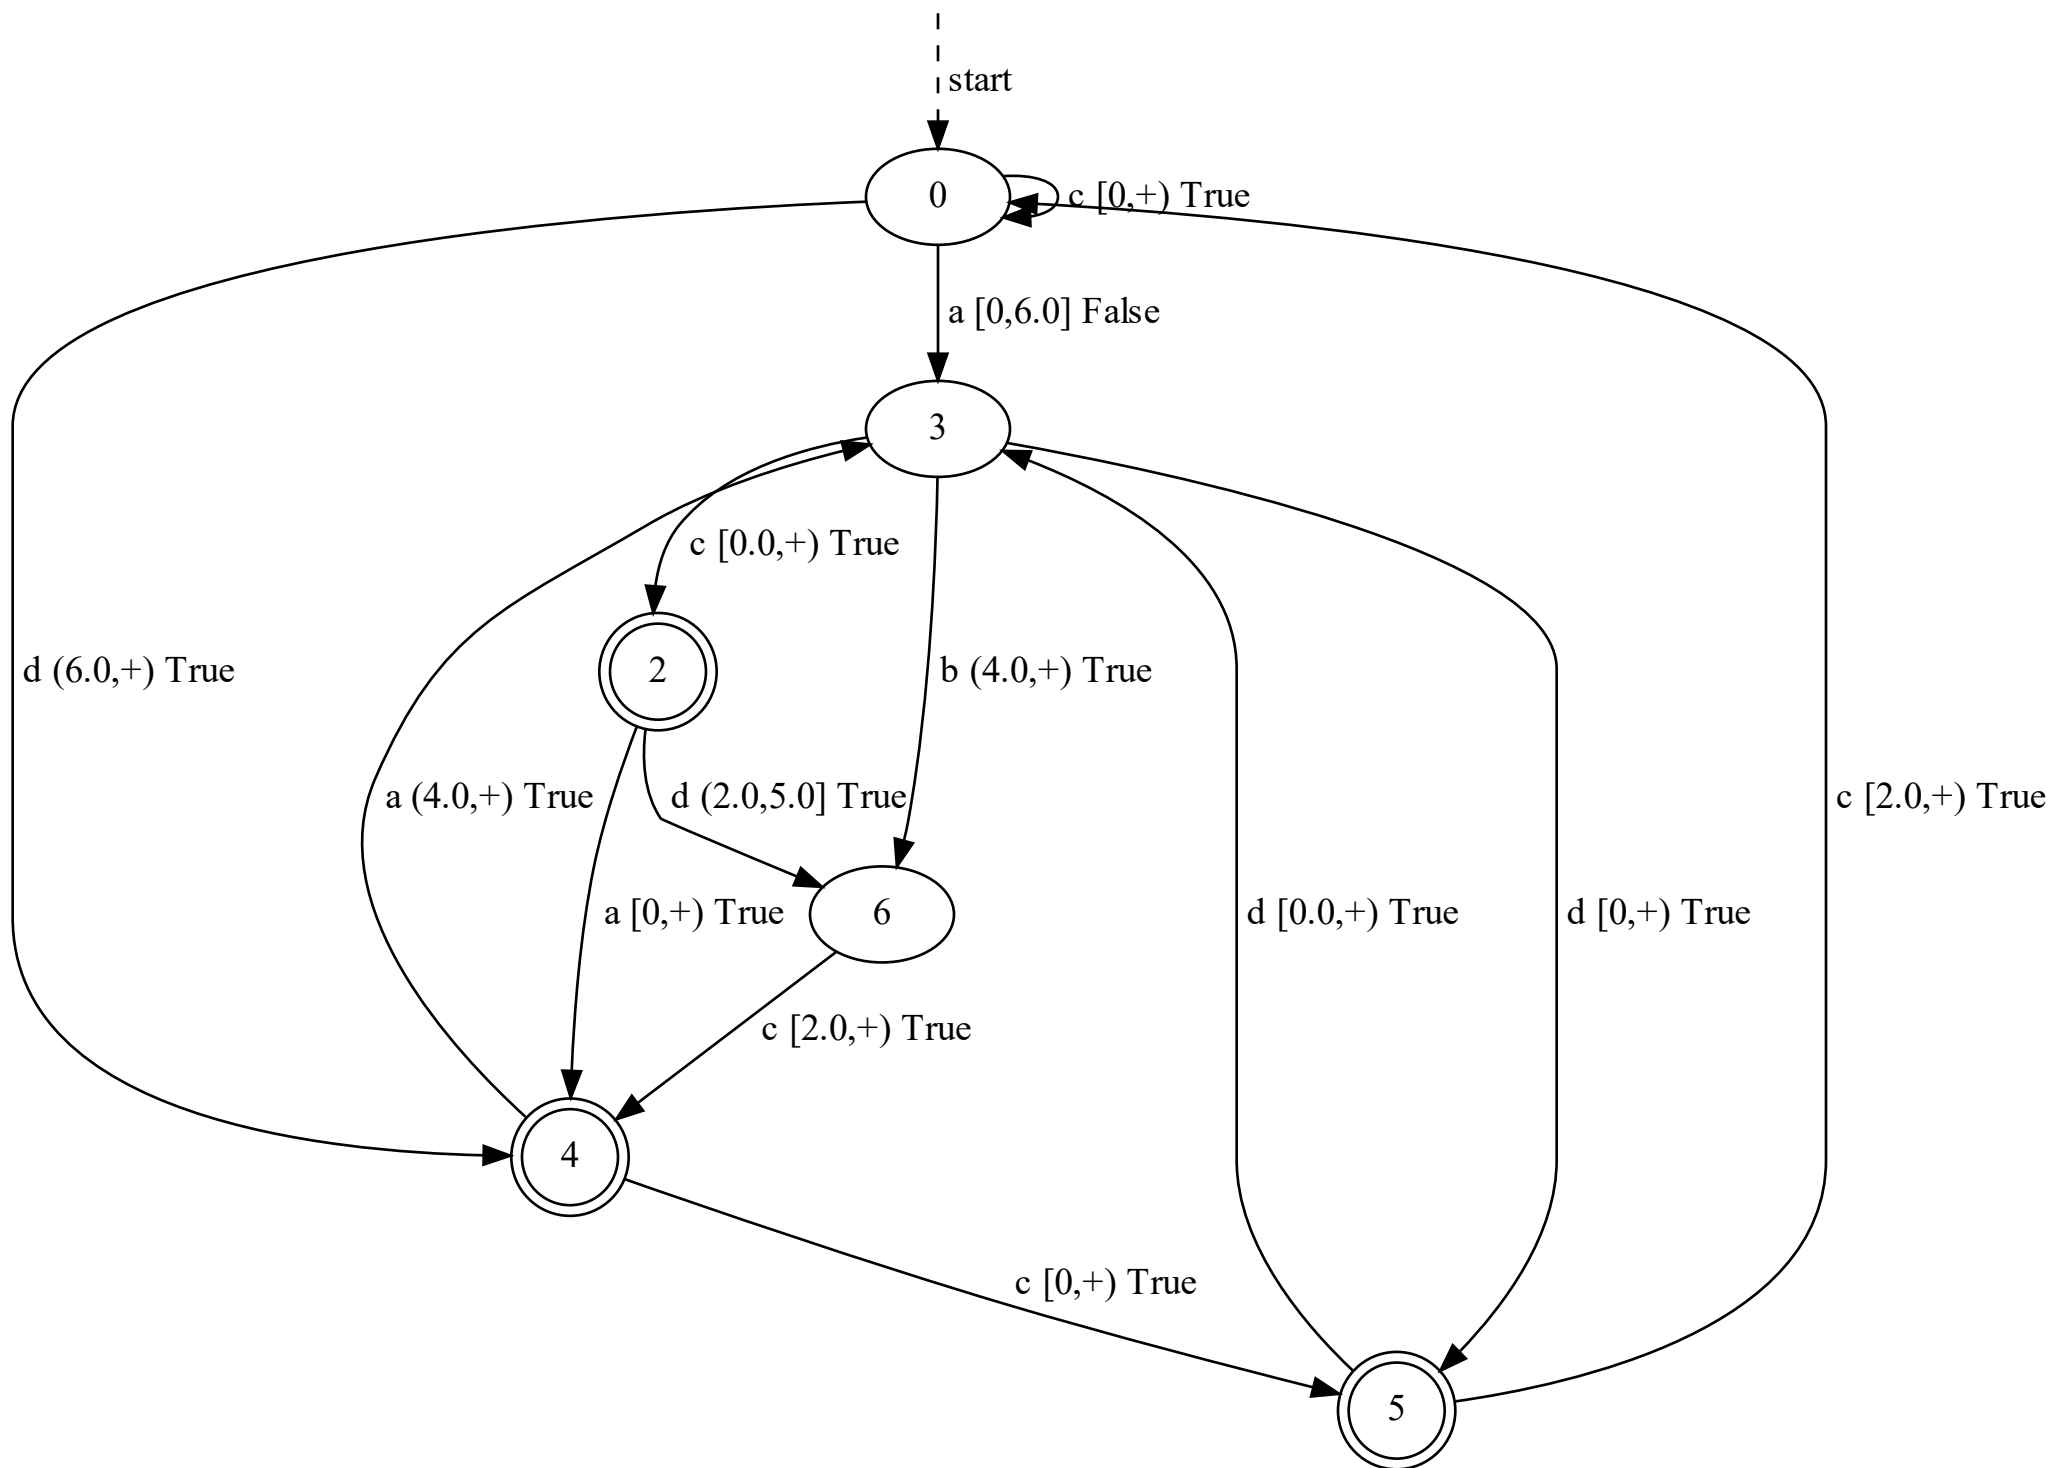 start
0
c [0,+) True
a [0,6.0] False
3
c [0.0,+) True
2
b (4.0,+) True
d (6.0,+) True
a (4.0,+) True
d (2.0,5.0] True
c [2.0,+) True
6
a [0,+) True
d [0.0,+) True
d [0,+) True
c [2.0,+) True
4
c [0,+) True
5